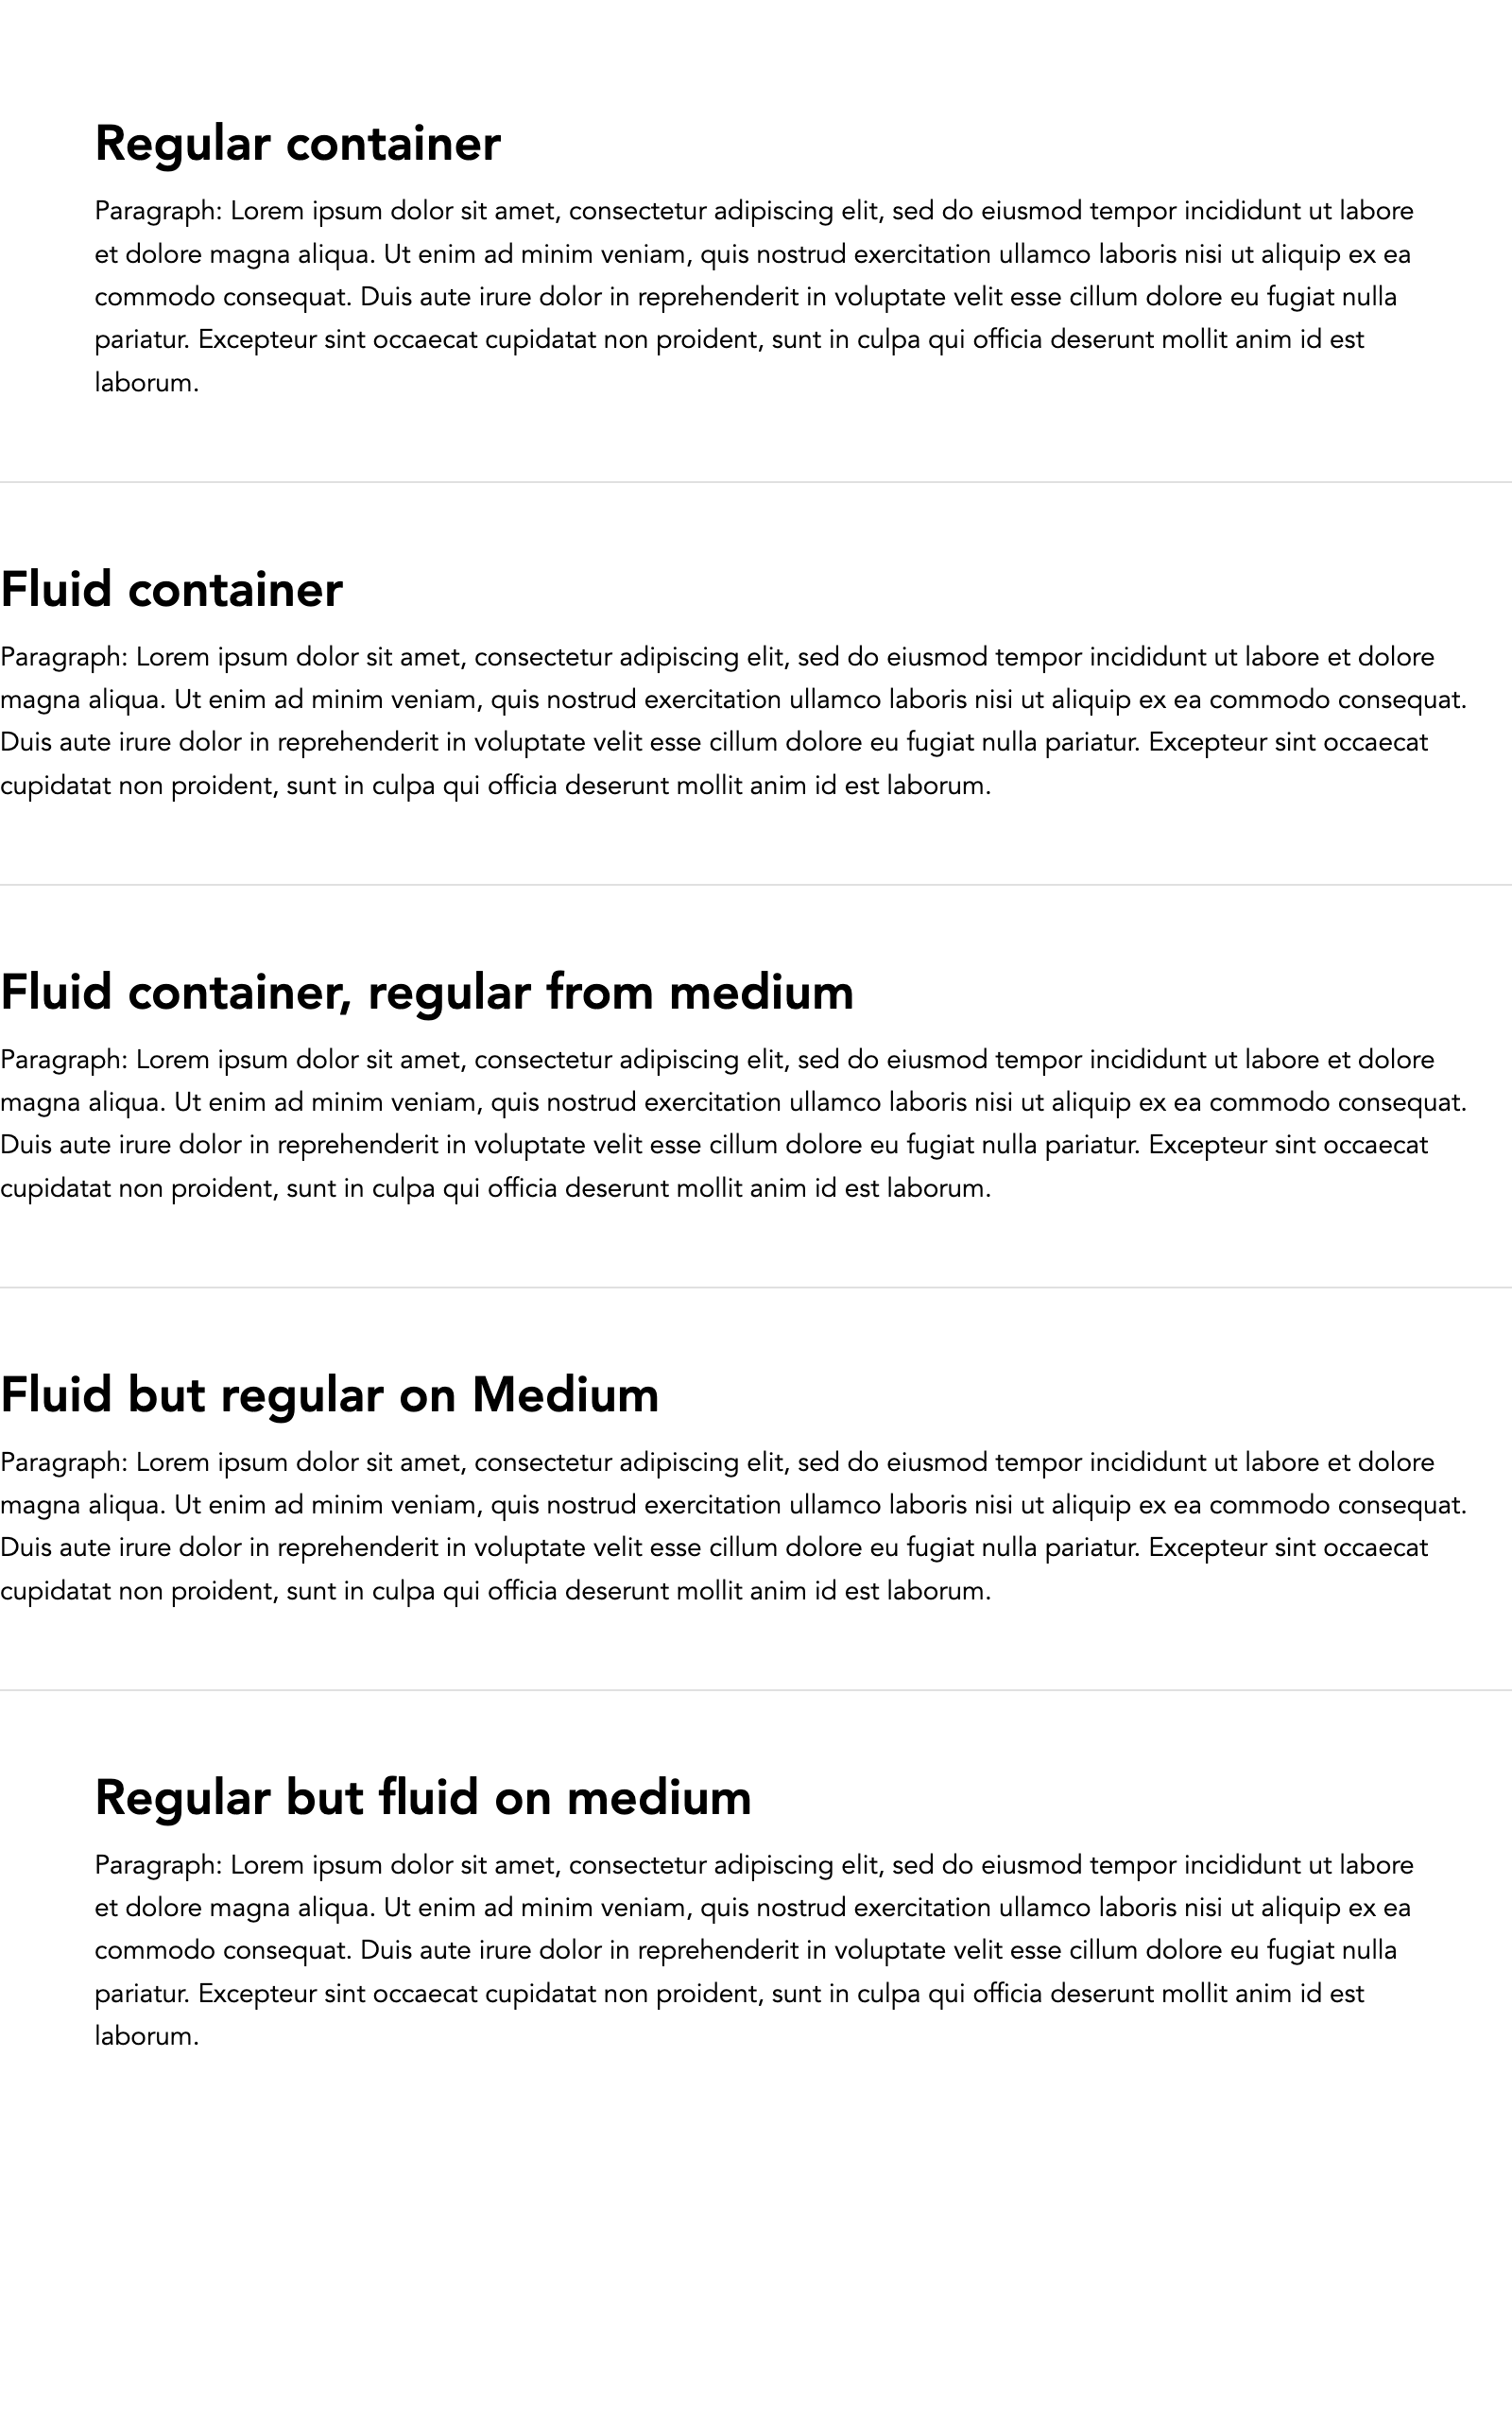 Regular container
Paragraph: Lorem ipsum dolor sit amet, consectetur adipiscing elit, sed do eiusmod tempor incididunt ut labore
et dolore magna aliqua. Ut enim ad minim veniam, quis nostrud exercitation ullamco laboris nisi ut aliquip ex ea
commodo consequat. Duis aute irure dolor in reprehenderit in voluptate velit esse cillum dolore eu fugiat nulla
pariatur. Excepteur sint occaecat cupidatat non proident, sunt in culpa qui officia deserunt mollit anim id est
laborum.
Fluid container
Paragraph: Lorem ipsum dolor sit amet, consectetur adipiscing elit, sed do eiusmod tempor incididunt ut labore et dolore
magna aliqua. Ut enim ad minim veniam, quis nostrud exercitation ullamco laboris nisi ut aliquip ex ea commodo consequat.
Duis aute irure dolor in reprehenderit in voluptate velit esse cillum dolore eu fugiat nulla pariatur. Excepteur sint occaecat
cupidatat non proident, sunt in culpa qui officia deserunt mollit anim id est laborum.
Fluid container, regular from medium
Paragraph: Lorem ipsum dolor sit amet, consectetur adipiscing elit, sed do eiusmod tempor incididunt ut labore et dolore
magna aliqua. Ut enim ad minim veniam, quis nostrud exercitation ullamco laboris nisi ut aliquip ex ea commodo consequat.
Duis aute irure dolor in reprehenderit in voluptate velit esse cillum dolore eu fugiat nulla pariatur. Excepteur sint occaecat
cupidatat non proident, sunt in culpa qui officia deserunt mollit anim id est laborum.
Fluid but regular on Medium
Paragraph: Lorem ipsum dolor sit amet, consectetur adipiscing elit, sed do eiusmod tempor incididunt ut labore et dolore
magna aliqua. Ut enim ad minim veniam, quis nostrud exercitation ullamco laboris nisi ut aliquip ex ea commodo consequat.
Duis aute irure dolor in reprehenderit in voluptate velit esse cillum dolore eu fugiat nulla pariatur. Excepteur sint occaecat
cupidatat non proident, sunt in culpa qui officia deserunt mollit anim id est laborum.
Regular but fluid on medium
Paragraph: Lorem ipsum dolor sit amet, consectetur adipiscing elit, sed do eiusmod tempor incididunt ut labore
et dolore magna aliqua. Ut enim ad minim veniam, quis nostrud exercitation ullamco laboris nisi ut aliquip ex ea
commodo consequat. Duis aute irure dolor in reprehenderit in voluptate velit esse cillum dolore eu fugiat nulla
pariatur. Excepteur sint occaecat cupidatat non proident, sunt in culpa qui officia deserunt mollit anim id est
laborum.